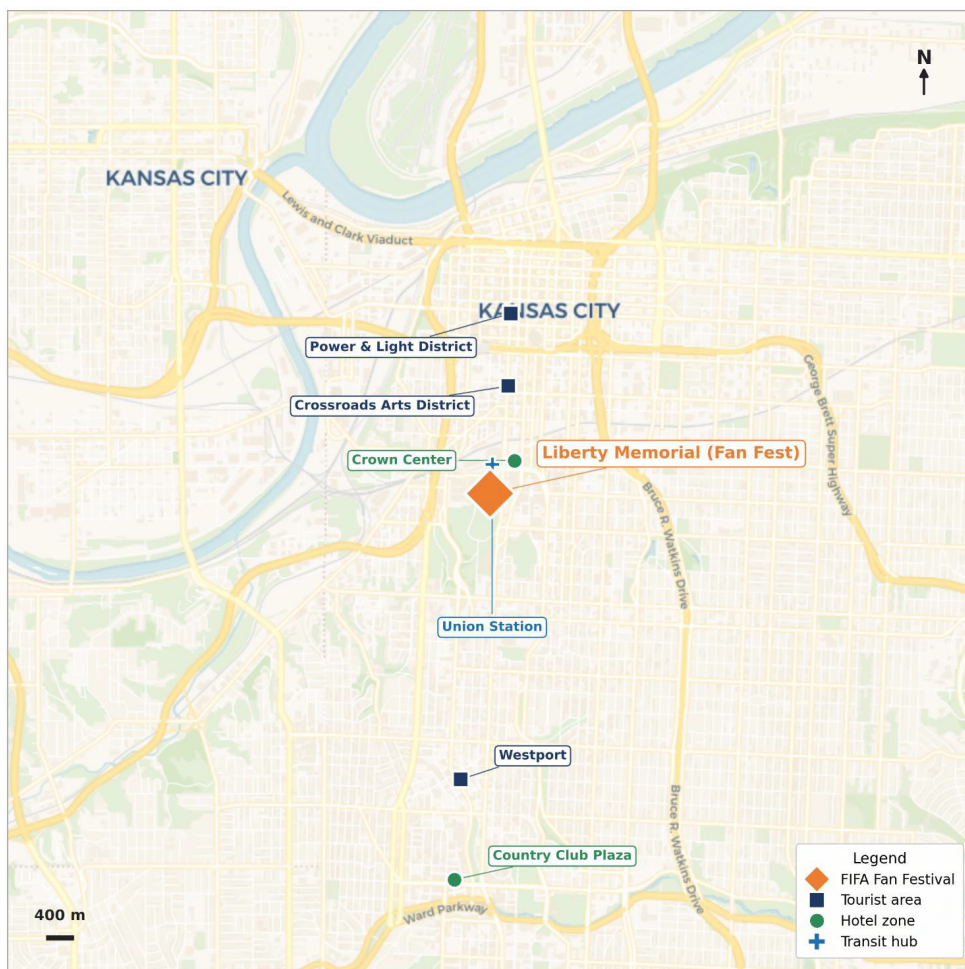 N
KANSAS CITY
Lewis and Clark Viaduct
KANSAS CITY
Power & Light District
George Brett Super Highway
Crossroads Arts District
Liberty Memorial (Fan Fest)
Crown Center
Bruce R. Watkins Drive
Union Station
Westport
Bruce R. Watkins Drive
Country Club Plaza
Ward Parkway
400 m
Legend
FIFA Fan Festival
Tourist area
Hotel zone
Transit hub